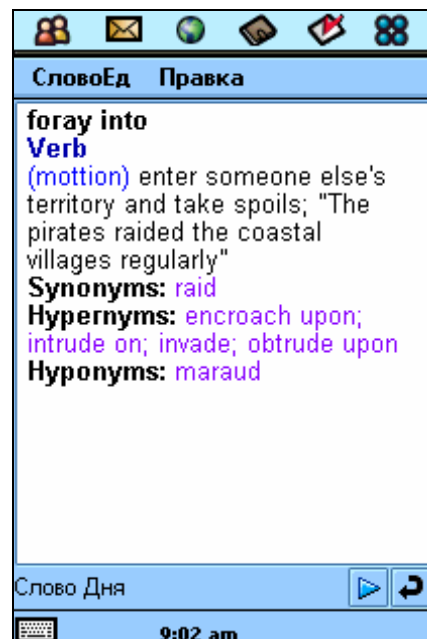 СловоЕд Правка
foray into
Verb
(mottion) enter someone else's
territory and take spoils; "The
pirates raided the coastal
villages regularly"
Synonyms: raid
Hypernyms: encroach upon;
intrude on; invade; obtrude upon
Hyponyms: maraud
Слово Дня
9:02 am